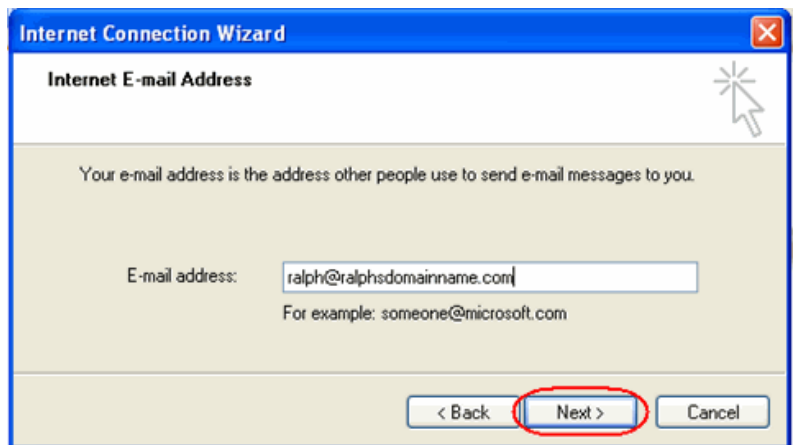 Internet Connection Wizard
Internet E-mail Address
Your e-mail address is the address other people use to send e-mail messages to you.
E-mail address: ralph@ralphsdomainname.com
For example: someone@microsoft.com
< Back Next > Cancel